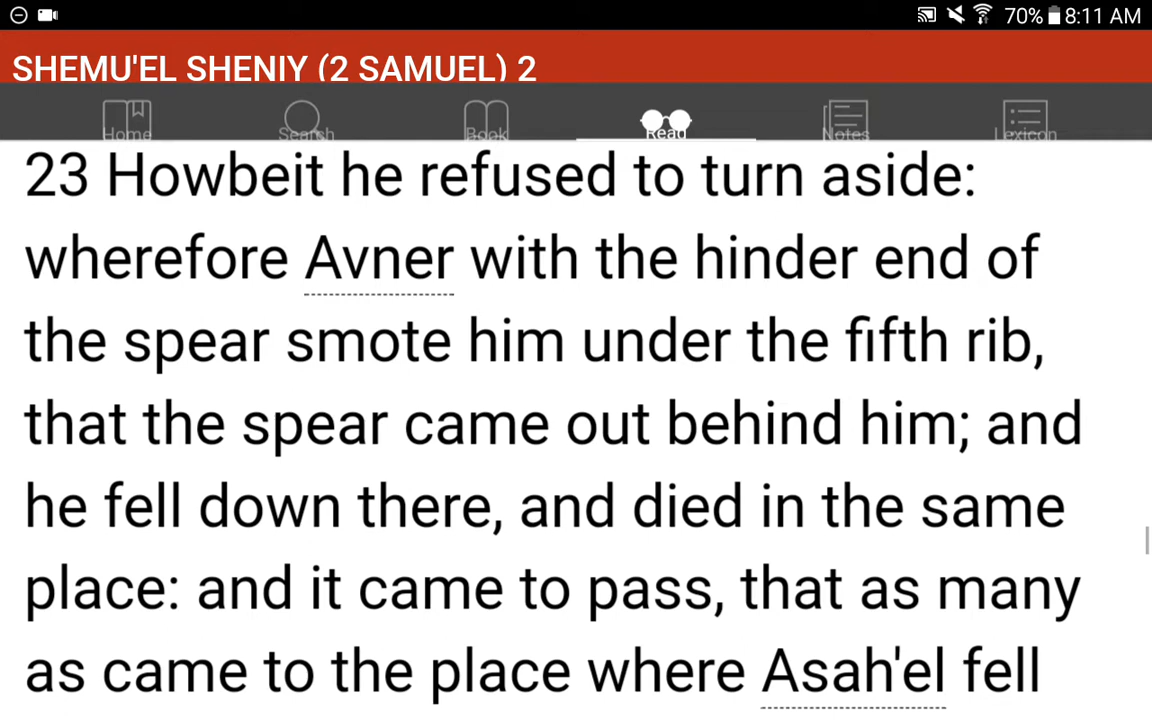 70% 8:11 AM
SHEMU'EL SHENIY (2 SAMUEL) 2
Home Search Book Read Notes Lexicon
23 Howbeit he refused to turn aside:
wherefore Avner with the hinder end of
the spear smote him under the fifth rib,
that the spear came out behind him; and
he fell down there, and died in the same
place: and it came to pass, that as many
as came to the place where Asah'el fell